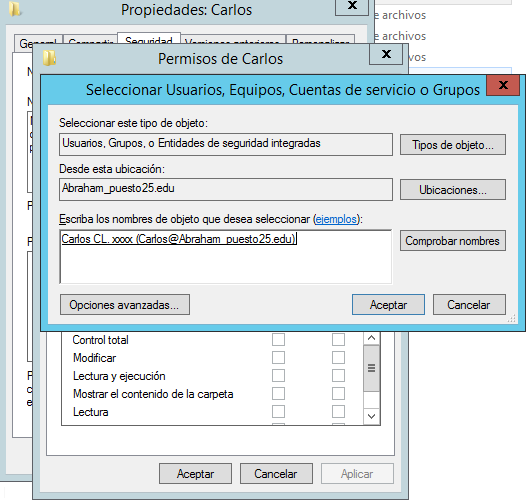 Propiedades: Carlos
x
e archivos
e archivos
e archivos
General
Compartir
Seguridad
Versiones anteriores
Personalizar
Permisos de Carlos
x
Seleccionar Usuarios, Equipos, Cuentas de servicio o Grupos
x
Seleccionar este tipo de objeto:
Usuarios, Grupos, o Entidades de seguridad integradas
Tipos de objeto...
Desde esta ubicación:
Abraham_puesto25.edu
Ubicaciones...
Escriba los nombres de objeto que desea seleccionar (ejemplos):
Carlos CL. xxxx (Carlos@Abraham_puesto25.edu)
Comprobar nombres
Opciones avanzadas...
Aceptar
Cancelar
Control total
Modificar
Lectura y ejecución
Mostrar el contenido de la carpeta
Lectura
Aceptar
Cancelar
Aplicar